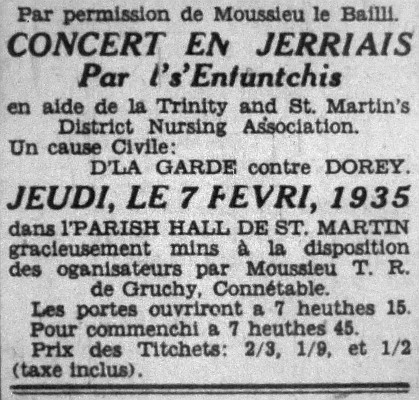 Par permission de Moussieu le Bailli.
CONCERT EN JERRIAIS
Par l's'Entuntchis
en aide de la Trinity and St. Martin's
District Nursing Association.
Un cause Civile:
D'LA GARDE contre DOREY.
JEUDI, LE 7 FEVRI, 1935
dans l'PARISH HALL DE ST. MARTIN
gracieusement mins à la disposition
des oganisateurs par Moussieu T. R.
de Gruchy, Connétable.
Les portes ouvriront a 7 heuthes 15.
Pour commenchi a 7 heuthes 45.
Prix des Titchets: 2/3, 1/9, et 1/2
(taxe inclus).